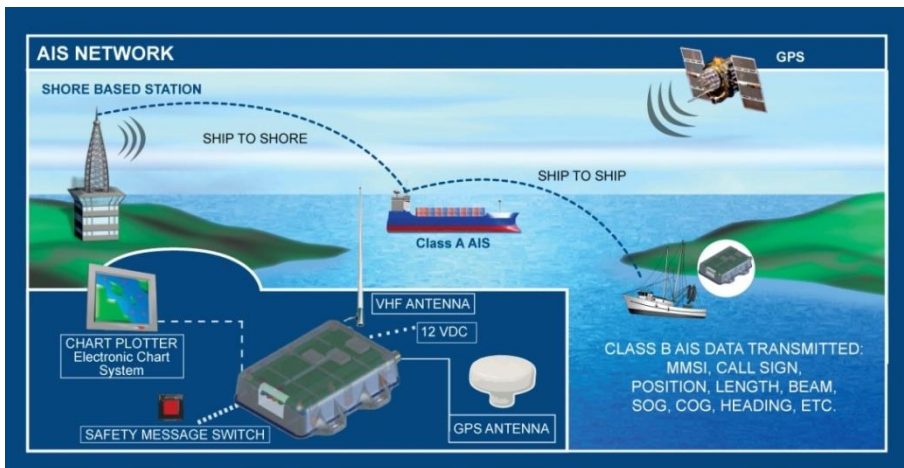 AIS NETWORK
GPS
SHORE BASED STATION
SHIP TO SHORE
SHIP TO SHIP
Class A AIS
VHF ANTENNA
12 VDC
CHART PLOTTER
Electronic Chart
System
SAFETY MESSAGE SWITCH
GPS ANTENNA
CLASS B AIS DATA TRANSMITTED:
MMSI, CALL SIGN,
POSITION, LENGTH, BEAM,
SOG, COG, HEADING, ETC.